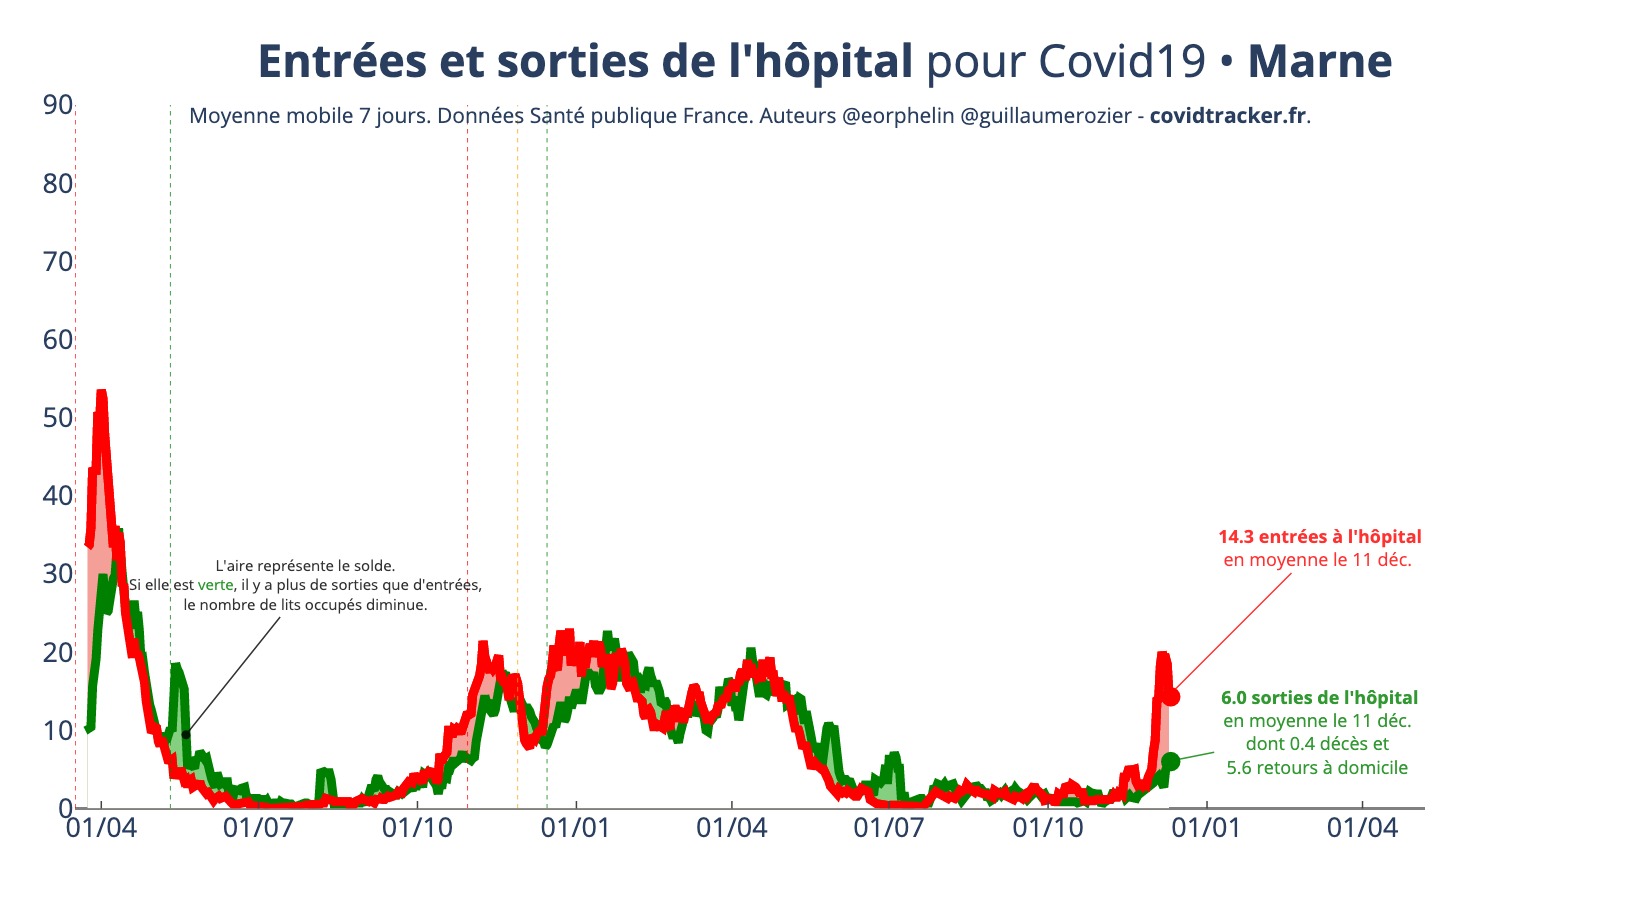 Entrées et sorties de l'hôpital pour Covid19 • Marne
Moyenne mobile 7 jours. Données Santé publique France. Auteurs @eorphelin @guillaumerozier - covidtracker.fr.
90
80
70
60
50
40
30
20
10
0
L'aire représente le solde.
Si elle est verte, il y a plus de sorties que d'entrées,
le nombre de lits occupés diminue.
14.3 entrées à l'hôpital
en moyenne le 11 déc.
6.0 sorties de l'hôpital
en moyenne le 11 déc.
dont 0.4 décès et
5.6 retours à domicile
01/04 01/07 01/10 01/01 01/04 01/07 01/10 01/01 01/04